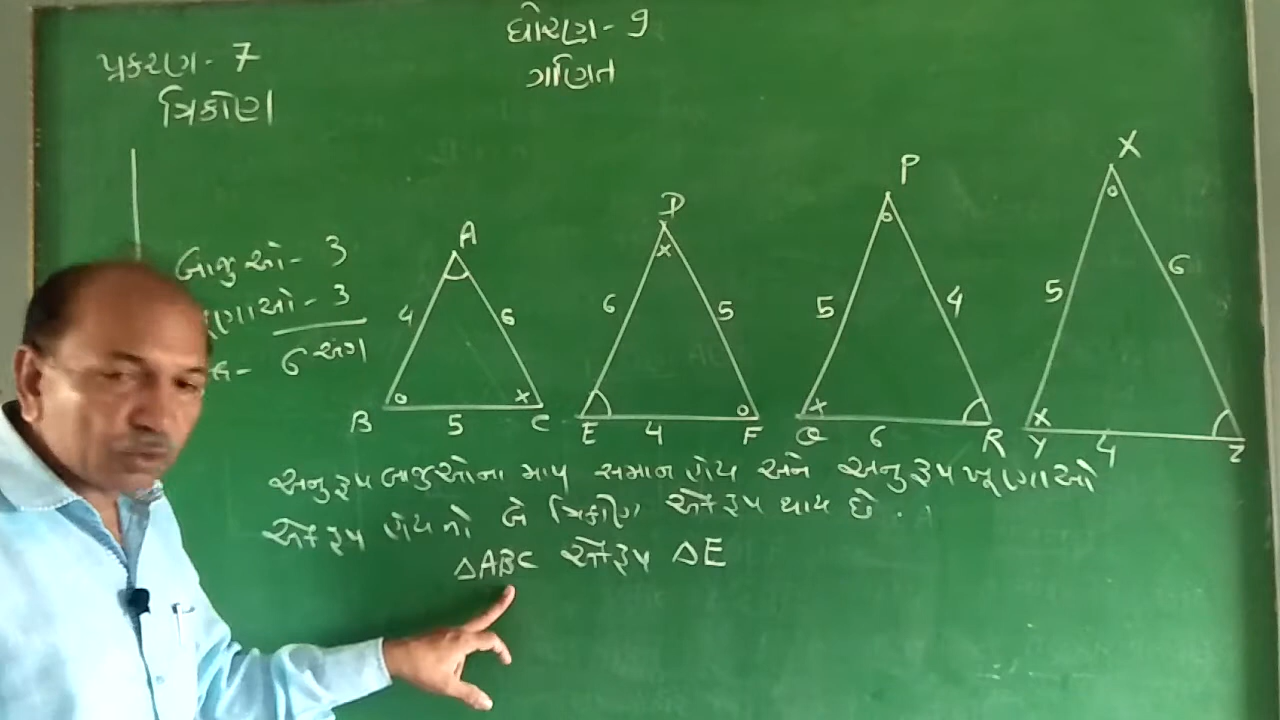 ધોરણ - 9
ગણિત
પ્રકરણ - 7
ત્રિકોણ
બાજુઓ - 3
- 3
- 6 અંગ
A
4 6
B 5 C
D
6 5
E 4 F
P
5 4
Q 6 R
X
5 6
Y 4 Z
અનુરૂપ બાજુઓના માપ સમાન હોય અને અનુરૂપ ખૂણાઓ
એકરૂપ હોય તો બે ત્રિકોણ એકરૂપ થાય છે.
△ABC એકરૂપ △E